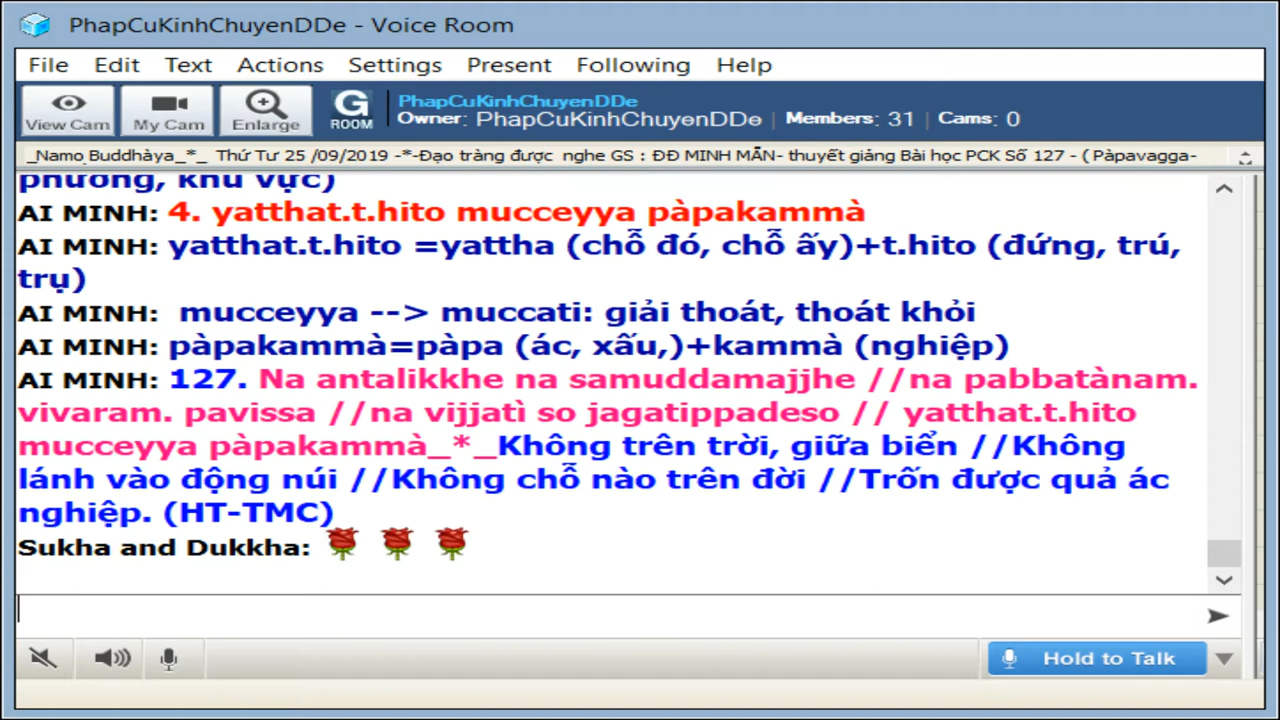 PhapCuKinhChuyenDDe - Voice Room
File Edit Text Actions Settings Present Following Help
View Cam My Cam Enlarge G ROOM
PhapCuKinhChuyenDDe
Owner: PhapCuKinhChuyenDDe | Members: 31 | Cams: 0
_Namo Buddhàya_*_ Thứ Tư 25 /09/2019 -*-Đạo tràng được nghe GS : ĐĐ MINH MẪN- thuyết giảng Bài học PCK Số 127 - ( Pàpavagga-
phương, khu vực)
AI MINH: 4. yatthat.t.hito mucceyya pàpakammà
AI MINH: yatthat.t.hito =yattha (chỗ đó, chỗ ấy)+t.hito (đứng, trú,
trụ)
AI MINH: mucceyya --> muccati: giải thoát, thoát khỏi
AI MINH: pàpakammà=pàpa (ác, xấu,)+kammà (nghiệp)
AI MINH: 127. Na antalikkhe na samuddamajjhe //na pabbatànam.
vivaram. pavissa //na vijjatì so jagatippadeso // yatthat.t.hito
mucceyya pàpakammà_*_Không trên trời, giữa biển //Không
lánh vào động núi //Không chỗ nào trên đời //Trốn được quả ác
nghiệp. (HT-TMC)
Sukha and Dukkha:
Hold to Talk